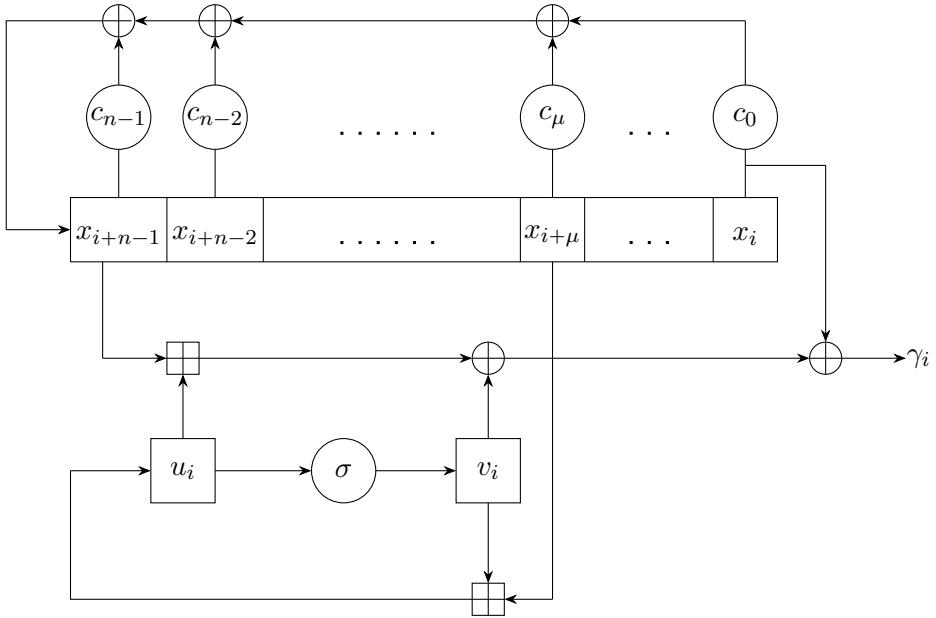 c_{n-1} c_{n-2} . . . . . . c_μ . . . c_0
x_{i+n-1} x_{i+n-2} . . . . . . x_{i+μ} . . . x_i
γ_i
u_i σ v_i